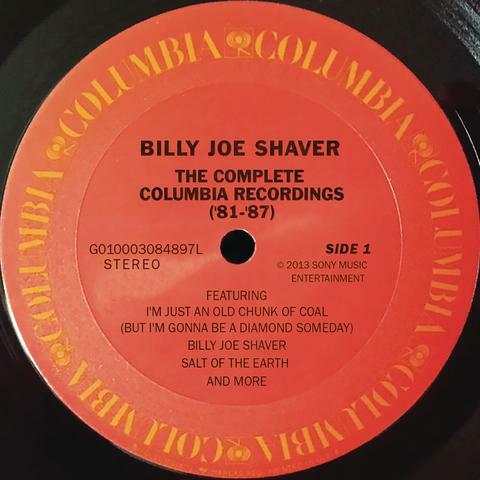 COLUMBIA COLUMBIA COLUMBIA COLUMBIA COLUMBIA COLUMBIA
BILLY JOE SHAVER
THE COMPLETE
COLUMBIA RECORDINGS
('81-'87)
G010003084897L
STEREO
SIDE 1
© 2013 SONY MUSIC
ENTERTAINMENT
FEATURING
I'M JUST AN OLD CHUNK OF COAL
(BUT I'M GONNA BE A DIAMOND SOMEDAY)
BILLY JOE SHAVER
SALT OF THE EARTH
AND MORE